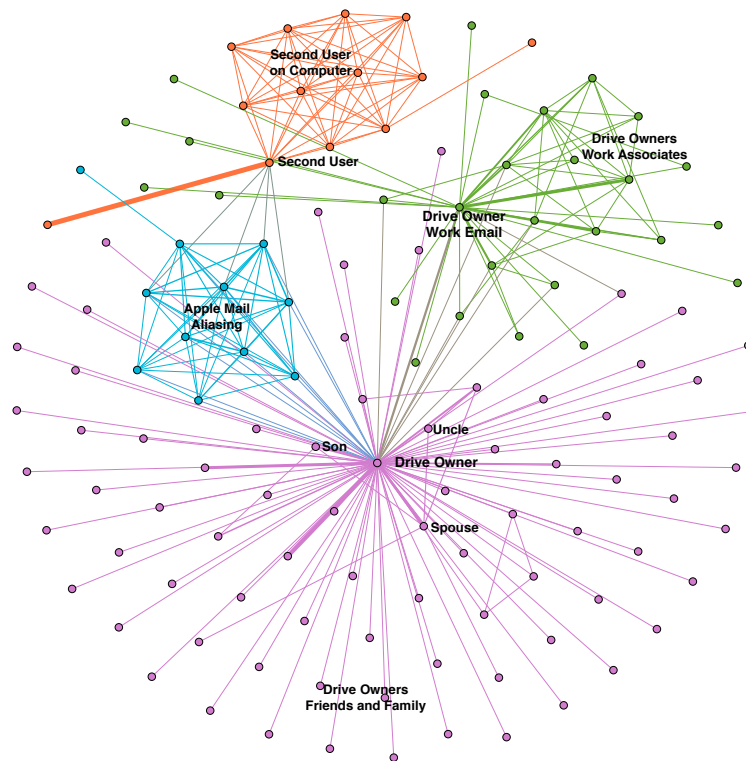 Second User
on Computer
Drive Owners
Work Associates
Second User
Drive Owner
Work Email
Apple Mail
Aliasing
Uncle
Son
Drive Owner
Spouse
Drive Owners
Friends and Family